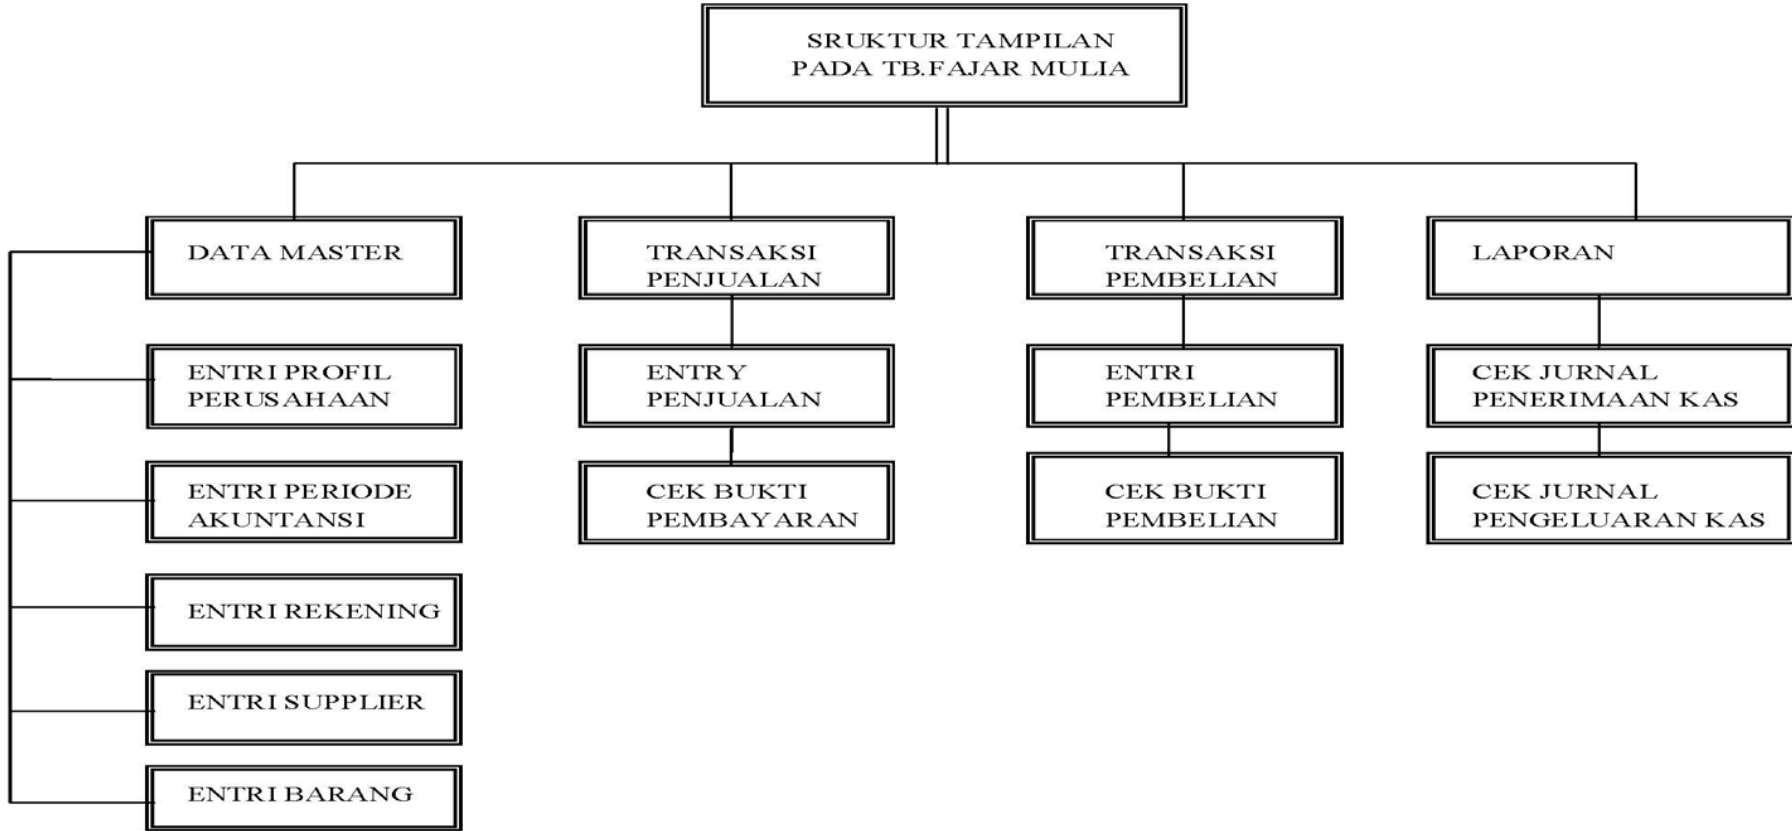 SRUKTUR TAMPILAN
PADA TB.FAJAR MULIA
DATA MASTER
TRANSAKSI
PENJUALAN
TRANSAKSI
PEMBELIAN
LAPORAN
ENTRI PROFIL
PERUSAHAAN
ENTRY
PENJUALAN
ENTRI
PEMBELIAN
CEK JURNAL
PENERIMAAN KAS
ENTRI PERIODE
AKUNTANSI
CEK BUKTI
PEMBAYARAN
CEK BUKTI
PEMBELIAN
CEK JURNAL
PENGELUARAN KAS
ENTRI REKENING
ENTRI SUPPLIER
ENTRI BARANG